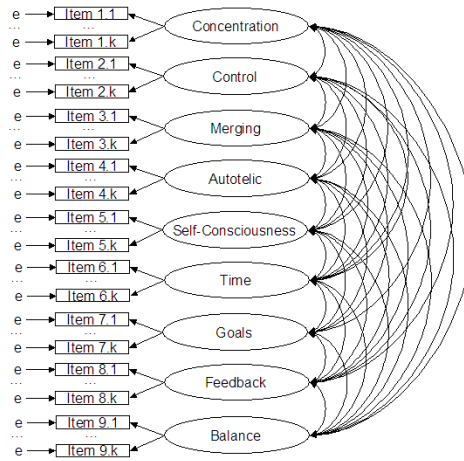 e Item 1.1
... ...
e Item 1.k
Concentration
e Item 2.1
... ...
e Item 2.k
Control
e Item 3.1
... ...
e Item 3.k
Merging
e Item 4.1
... ...
e Item 4.k
Autotelic
e Item 5.1
... ...
e Item 5.k
Self-Consciousness
e Item 6.1
... ...
e Item 6.k
Time
e Item 7.1
... ...
e Item 7.k
Goals
e Item 8.1
... ...
e Item 8.k
Feedback
e Item 9.1
... ...
e Item 9.k
Balance